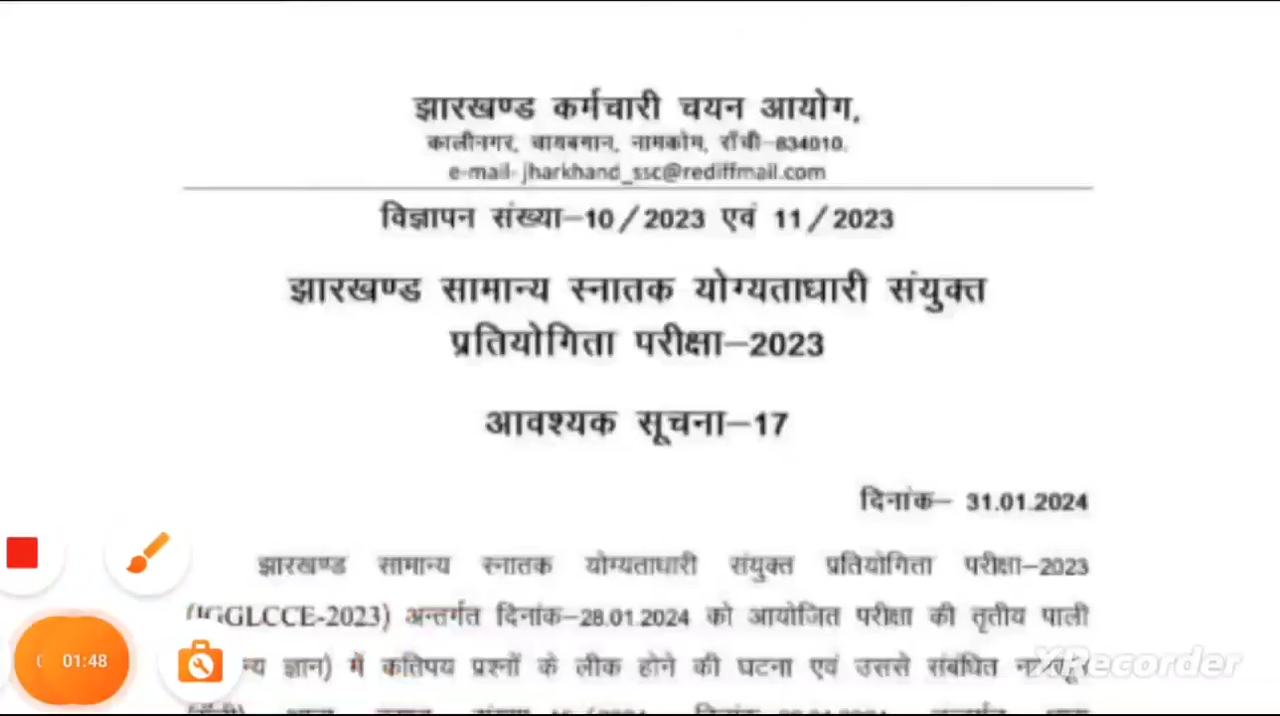 झारखण्ड कर्मचारी चयन आयोग,
कालीनगर, चायबगान, नामकोम, राँची-834010.
e-mail- jharkhand_ssc@rediffmail.com
विज्ञापन संख्या-10/2023 एवं 11/2023
झारखण्ड सामान्य स्नातक योग्यताधारी संयुक्त
प्रतियोगिता परीक्षा-2023
आवश्यक सूचना-17
दिनांक- 31.01.2024
झारखण्ड सामान्य स्नातक योग्यताधारी संयुक्त प्रतियोगिता परीक्षा-2023
GGLCCE-2023) अन्तर्गत दिनांक-28.01.2024 को आयोजित परीक्षा की तृतीय पाली
ज्ञान) में कतिपय प्रश्नों के लीक होने की घटना एवं उससे संबंधित
01:48
XRecorder